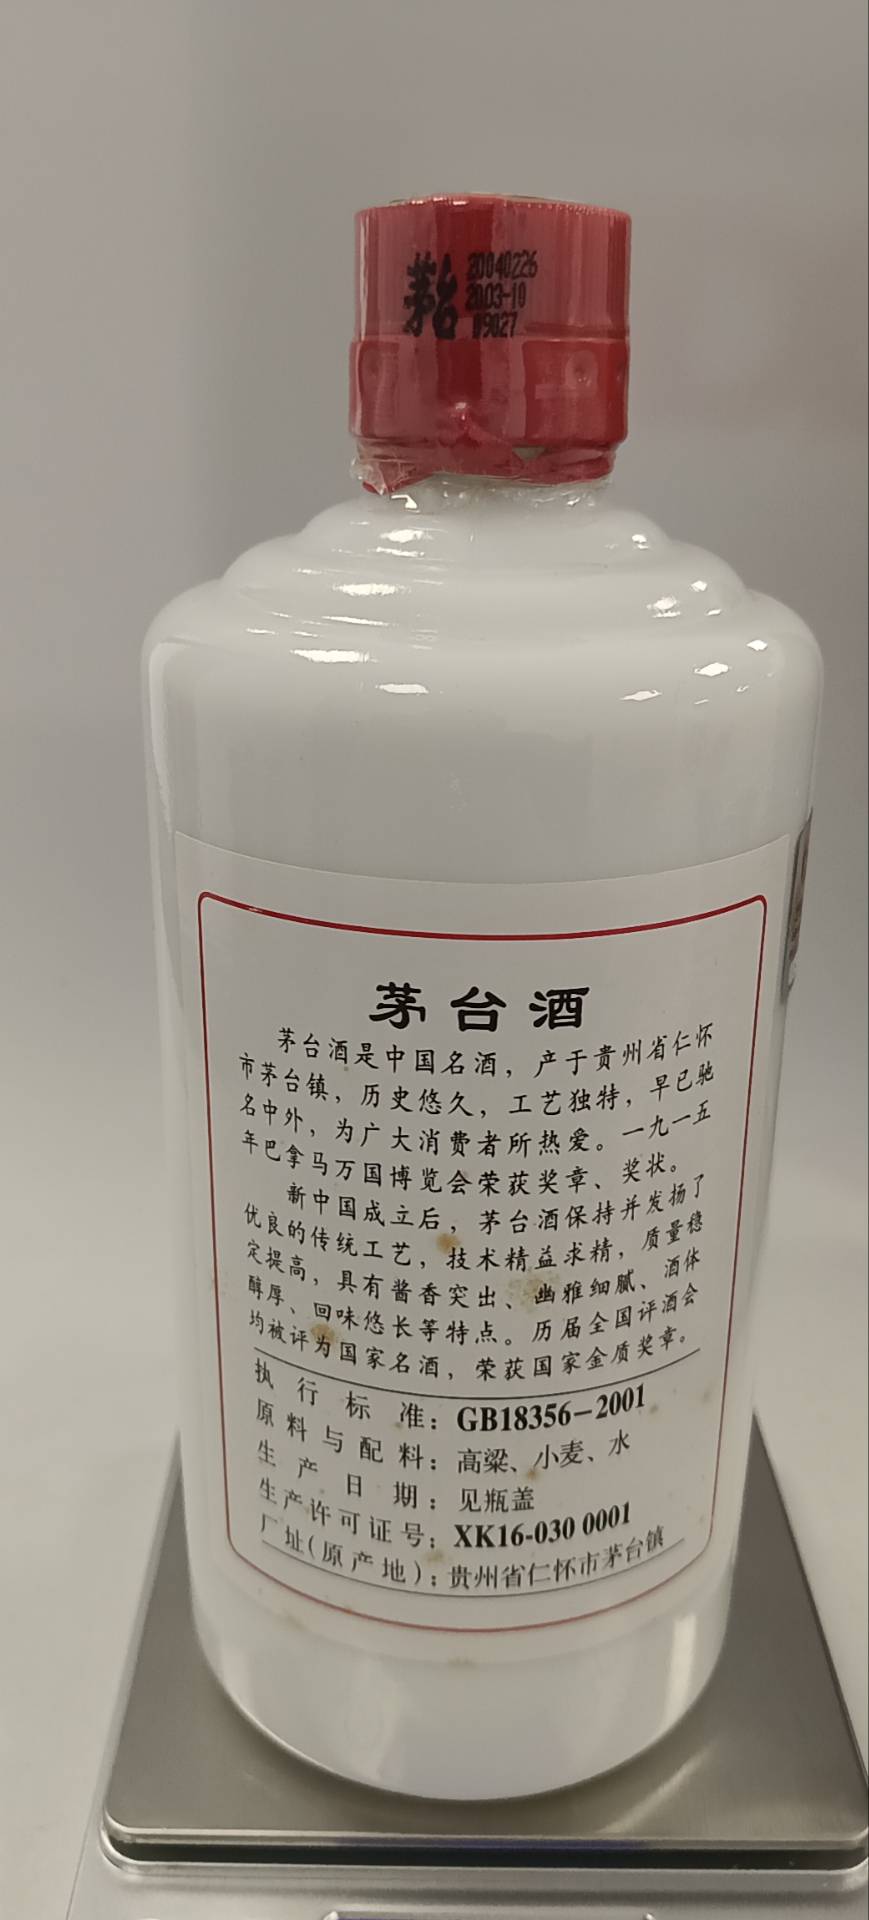 茅台
20040226
2003-10
09027
茅台酒
茅台酒是中国名酒，产于贵州省仁怀
市茅台镇，历史悠久，工艺独特，早已驰
名中外，为广大消费者所热爱。一九一五
年巴拿马万国博览会荣获奖章、奖状。
新中国成立后，茅台酒保持并发扬了
优良的传统工艺，技术精益求精，质量稳
定提高，具有酱香突出、幽雅细腻、酒体
醇厚、回味悠长等特点。历届全国评酒会
均被评为国家名酒，荣获国家金质奖章。
执行标准：GB18356-2001
原料与配料：高粱、小麦、水
生产日期：见瓶盖
生产许可证号：XK16-030 0001
厂址(原产地)：贵州省仁怀市茅台镇